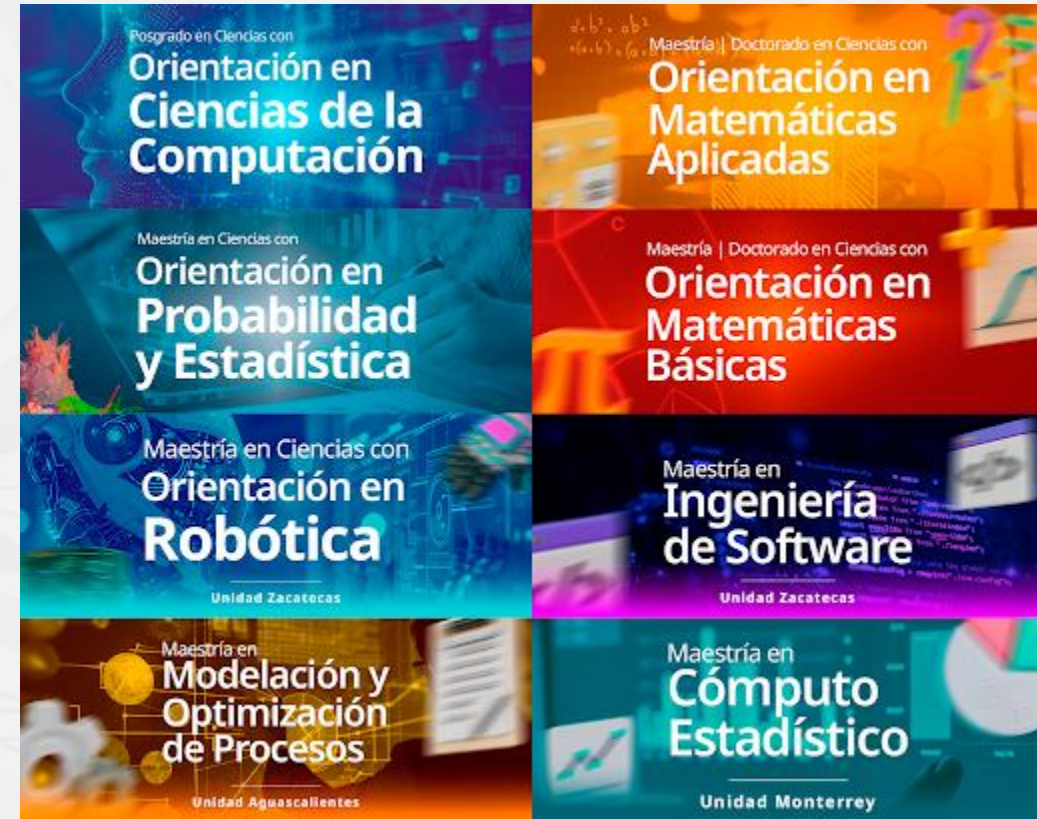 Posgrado en Ciencias con
Orientación en
Ciencias de la
Computación
Maestría | Doctorado en Ciencias con
Orientación en
Matemáticas
Aplicadas
Maestría en Ciencias con
Orientación en
Probabilidad
y Estadística
Maestría | Doctorado en Ciencias con
Orientación en
Matemáticas
Básicas
Maestría en Ciencias con
Orientación en
Robótica
Unidad Zacatecas
Maestría en
Ingeniería
de Software
Unidad Zacatecas
Maestría en
Modelación y
Optimización
de Procesos
Unidad Aguascalientes
Maestría en
Cómputo
Estadístico
Unidad Monterrey